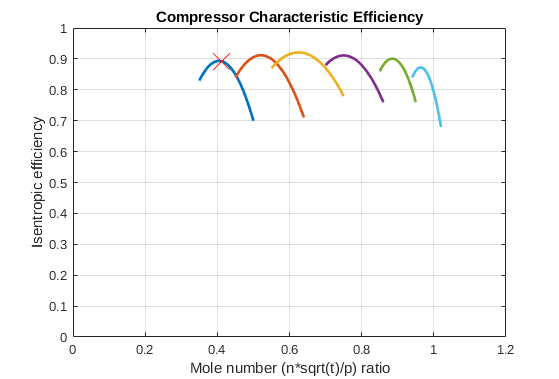 Compressor Characteristic Efficiency
1
0.9
0.8
0.7
0.6
0.5
0.4
0.3
0.2
0.1
0
Isentropic efficiency
0 0.2 0.4 0.6 0.8 1 1.2
Mole number (n*sqrt(t)/p) ratio